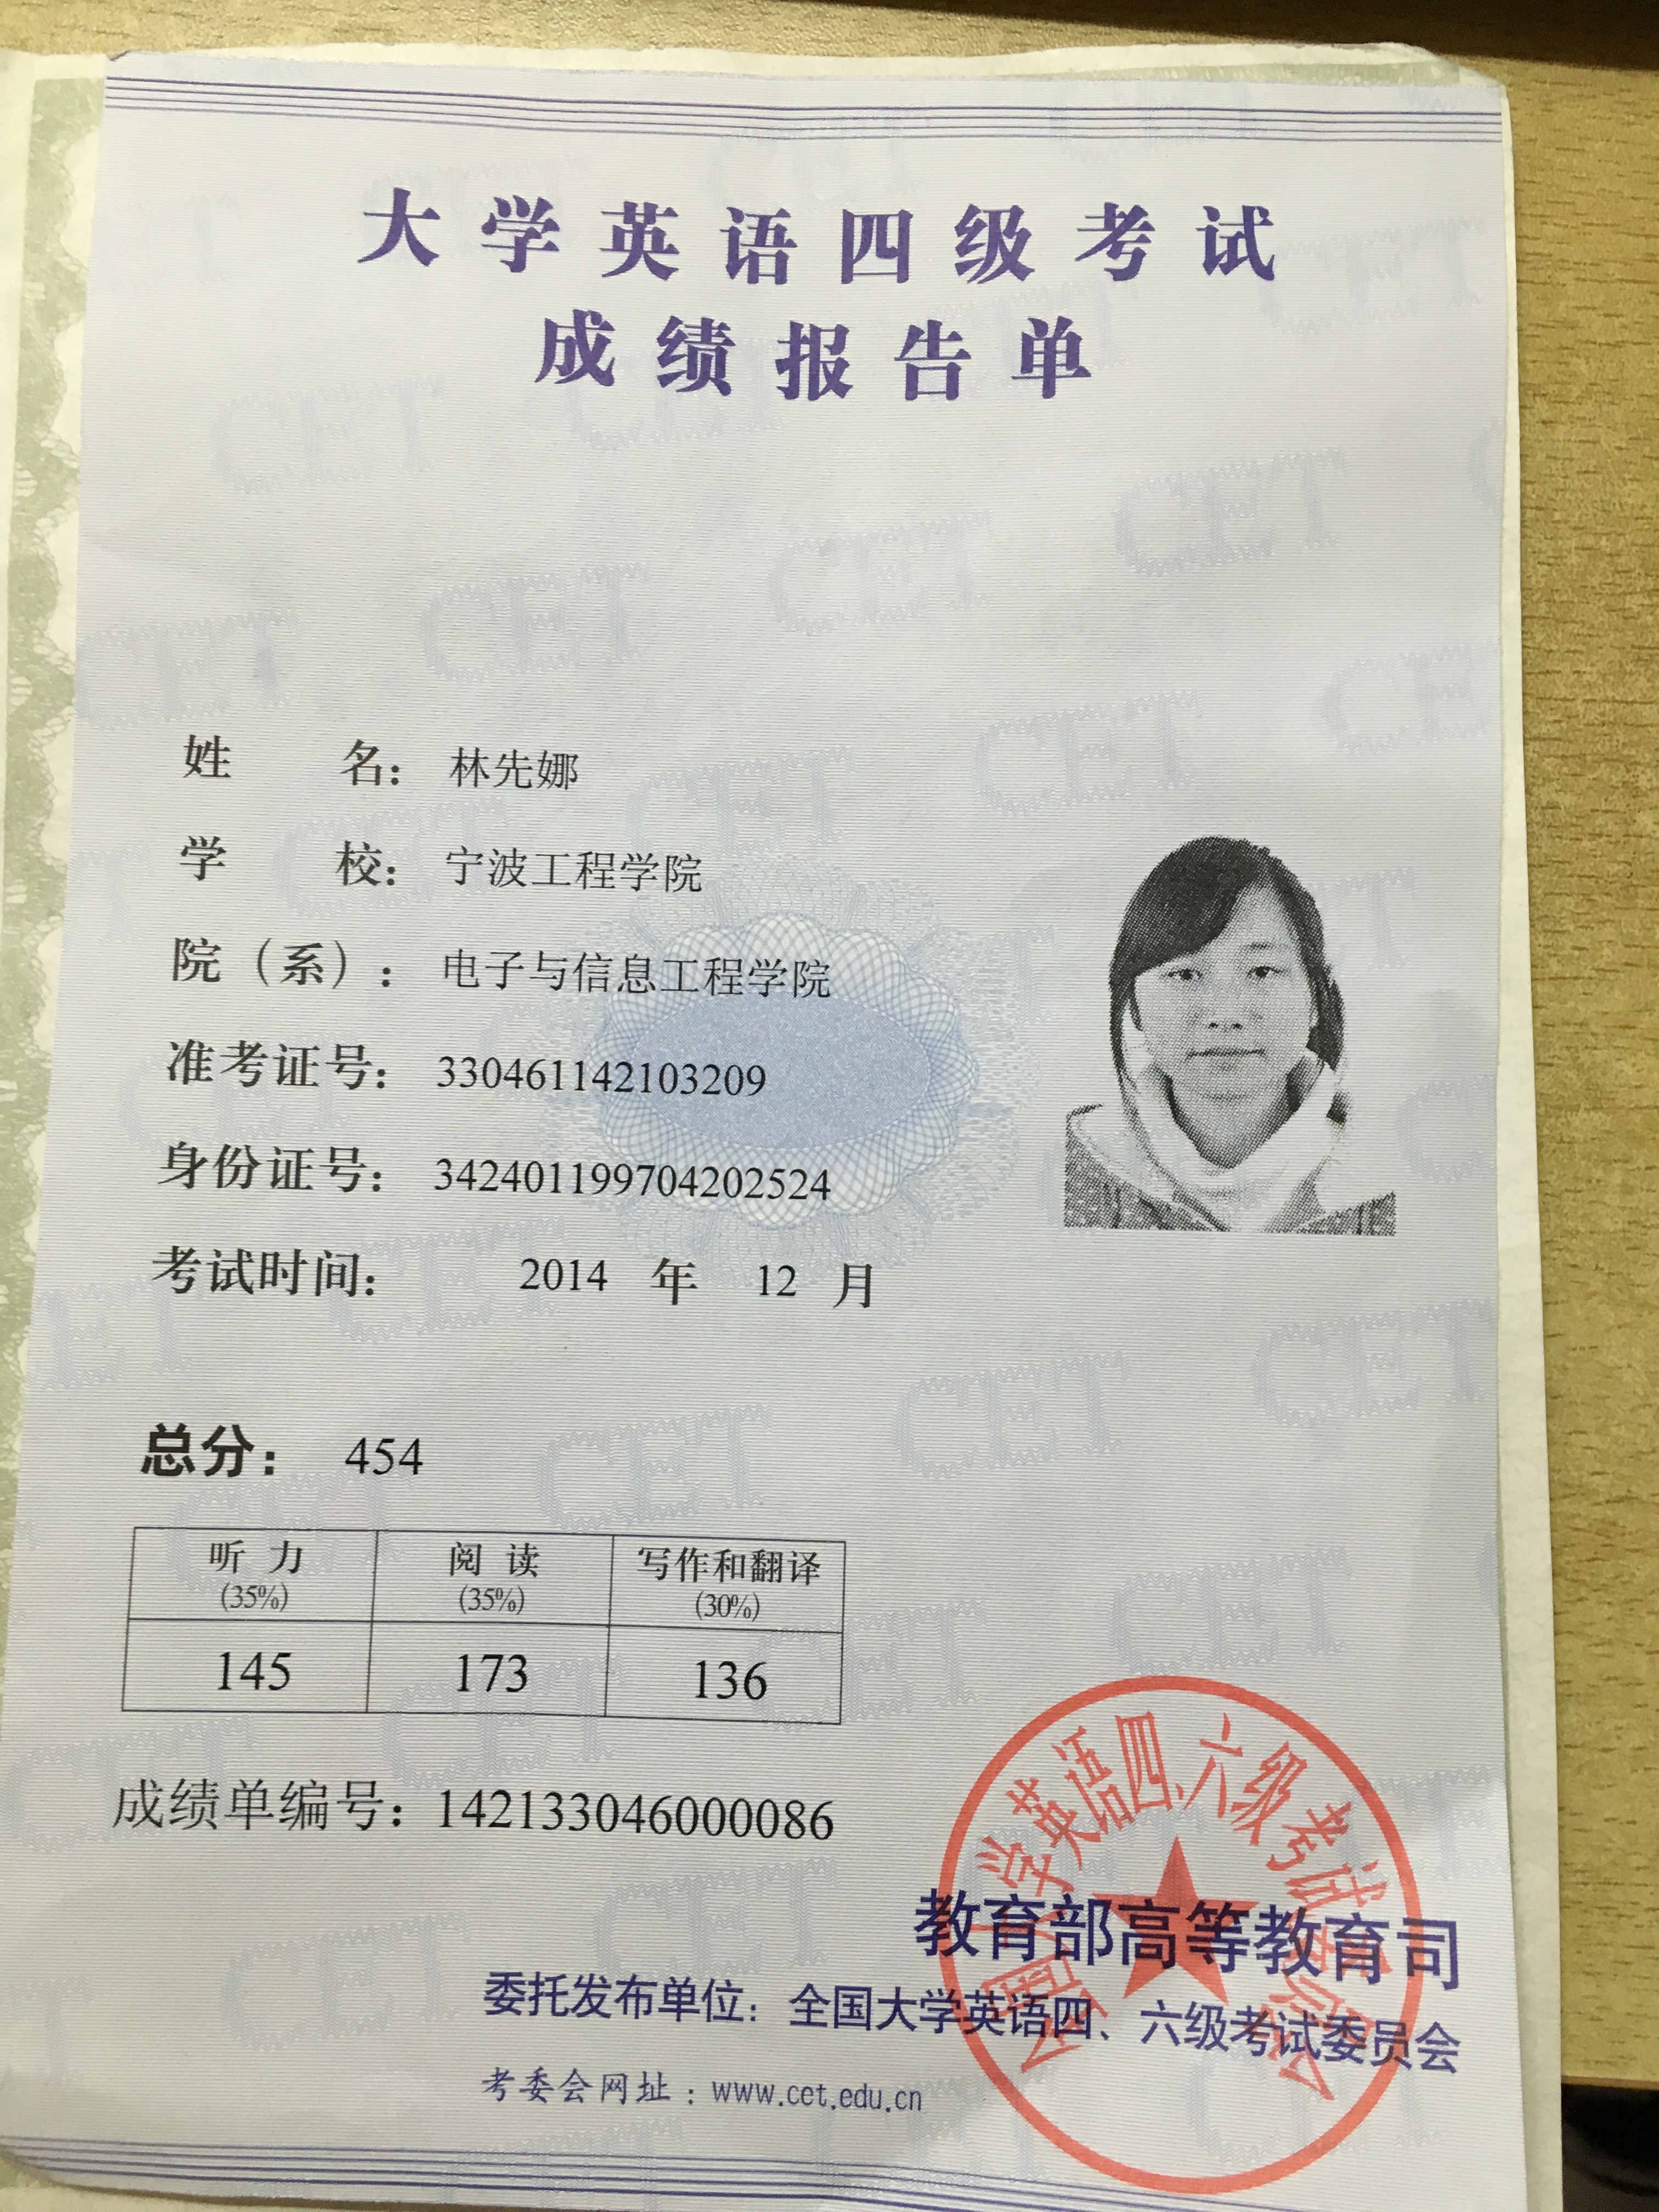 大学英语四级考试
成绩报告单
姓 名： 林先娜
学 校： 宁波工程学院
院（系）： 电子与信息工程学院
准考证号： 330461142103209
身份证号： 342401199704202524
考试时间： 2014 年 12 月
总分： 454
听 力 阅 读 写作和翻译
(35%) (35%) (30%)
145 173 136
成绩单编号：142133046000086
全国大学英语四、六级考试委员会
教育部高等教育司
委托发布单位：全国大学英语四、六级考试委员会
考委会网址：www.cet.edu.cn
CET